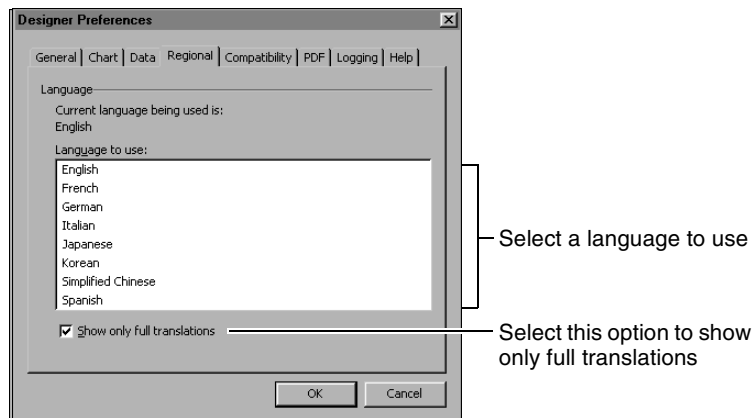 Designer Preferences
General Chart Data Regional Compatibility PDF Logging Help
Language
Current language being used is:
English
Language to use:
English
French
German
Italian
Japanese
Korean
Simplified Chinese
Spanish
Show only full translations
OK Cancel
Select a language to use
Select this option to show
only full translations